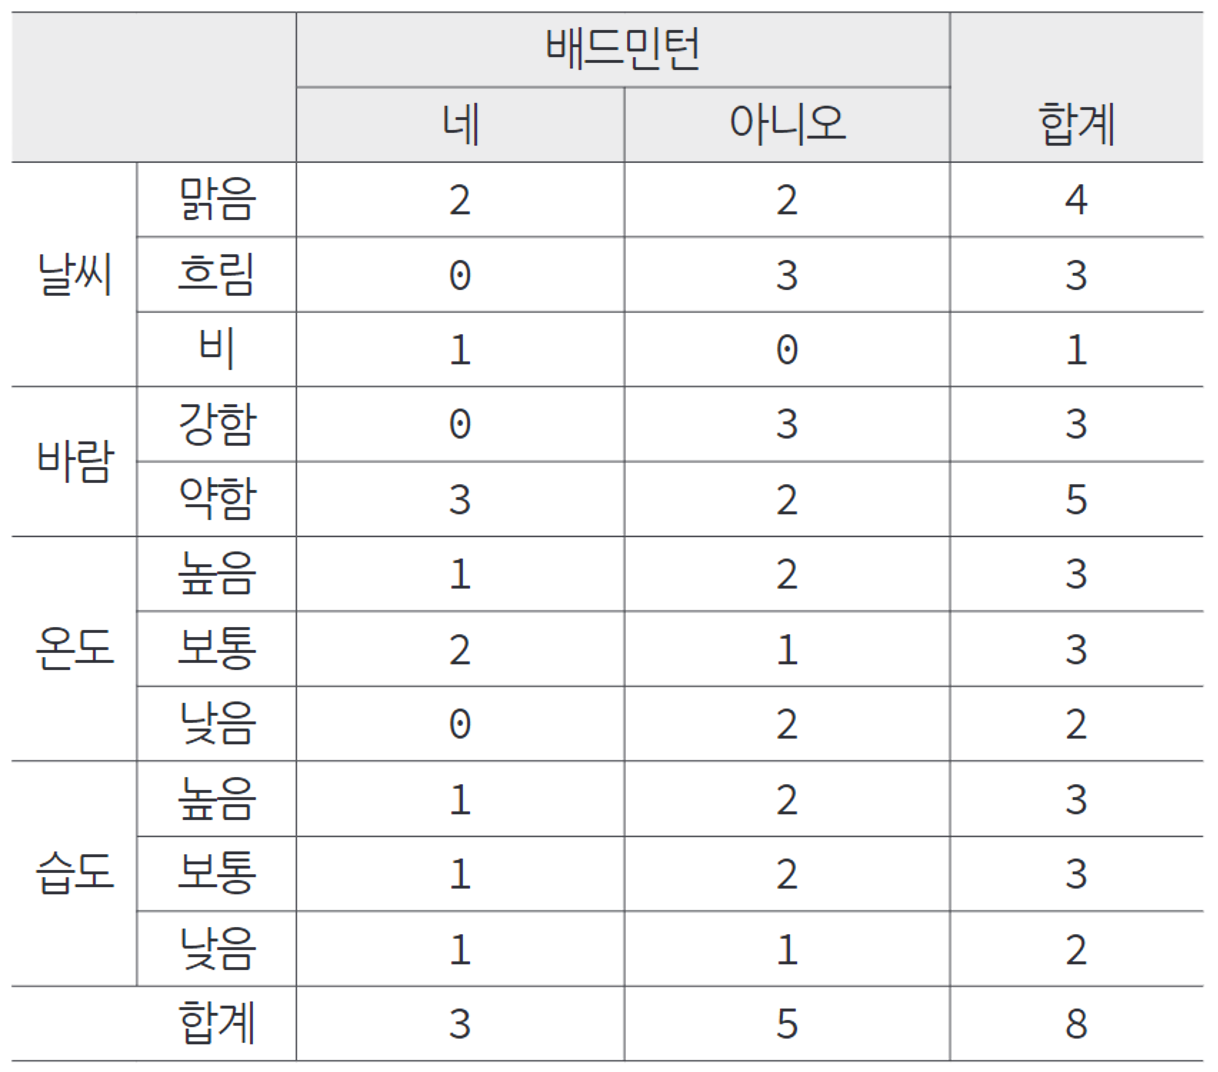 배드민턴
네 아니오 합계
날씨 맑음 2 2 4
흐림 0 3 3
비 1 0 1
바람 강함 0 3 3
약함 3 2 5
온도 높음 1 2 3
보통 2 1 3
낮음 0 2 2
습도 높음 1 2 3
보통 1 2 3
낮음 1 1 2
합계 3 5 8